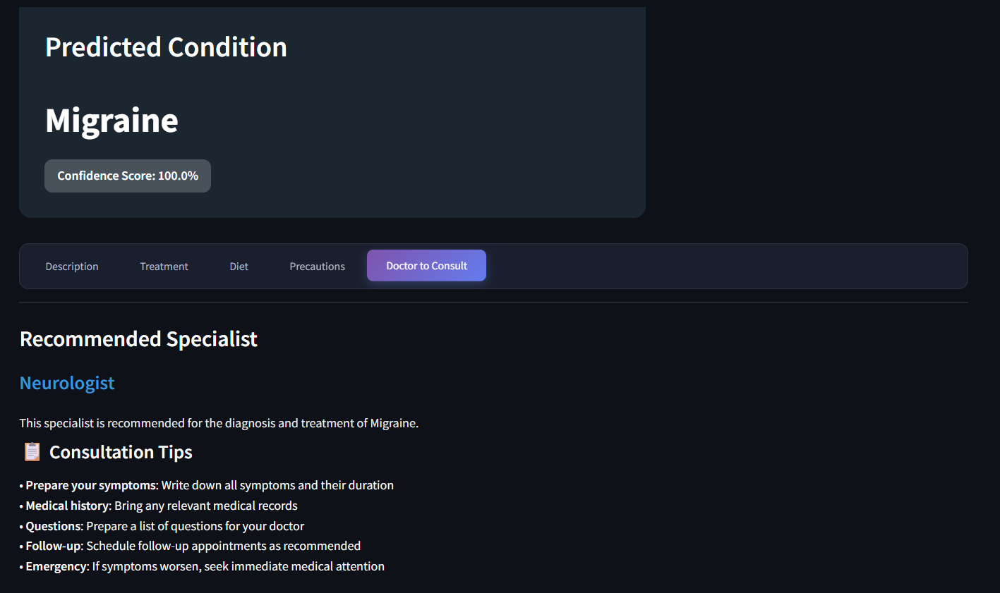 Predicted Condition
Migraine
Confidence Score: 100.0%
Description Treatment Diet Precautions Doctor to Consult
Recommended Specialist
Neurologist
This specialist is recommended for the diagnosis and treatment of Migraine.
📋 Consultation Tips
• Prepare your symptoms: Write down all symptoms and their duration
• Medical history: Bring any relevant medical records
• Questions: Prepare a list of questions for your doctor
• Follow-up: Schedule follow-up appointments as recommended
• Emergency: If symptoms worsen, seek immediate medical attention